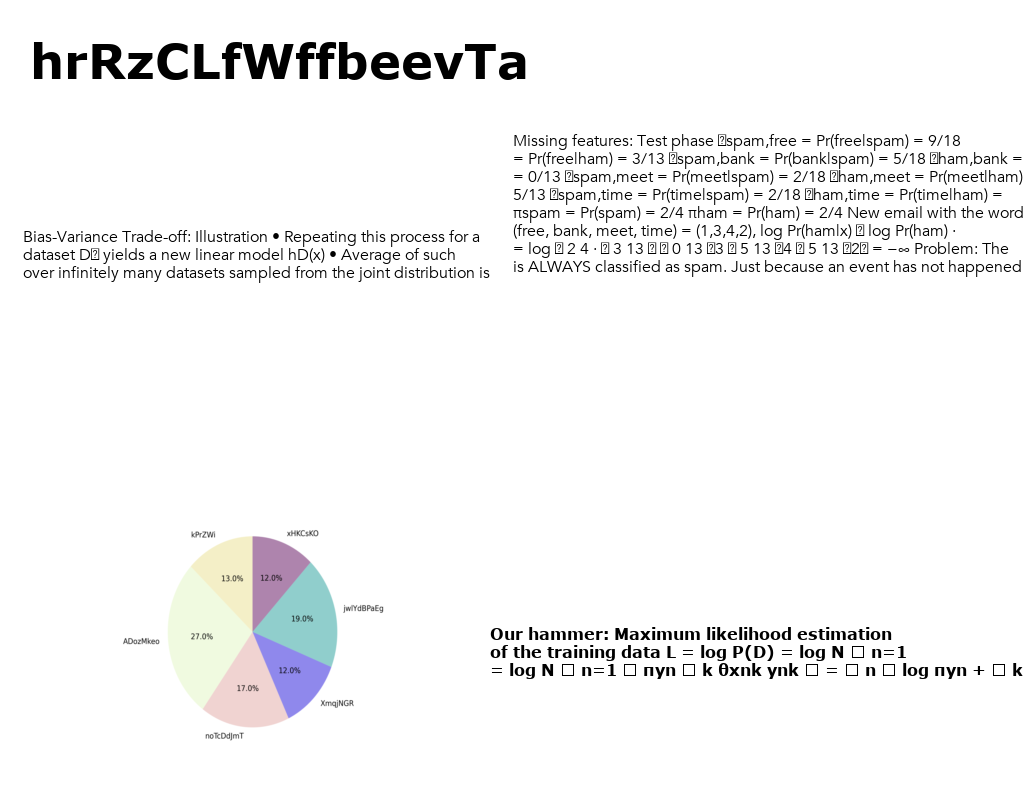 hrRzCLfWffbeevTa
Missing features: Test phase �spam,free = Pr(free|spam) = 9/18
= Pr(free|ham) = 3/13 �spam,bank = Pr(bank|spam) = 5/18 �ham,bank =
= 0/13 �spam,meet = Pr(meet|spam) = 2/18 �ham,meet = Pr(meet|ham)
5/13 �spam,time = Pr(time|spam) = 2/18 �ham,time = Pr(time|ham) =
πspam = Pr(spam) = 2/4 πham = Pr(ham) = 2/4 New email with the word
(free, bank, meet, time) = (1,3,4,2), log Pr(ham|x) � log Pr(ham) ·
= log � 2 4 · � 3 13 � � 0 13 �3 � 5 13 �4 � 5 13 �2� = −∞ Problem: The
is ALWAYS classified as spam. Just because an event has not happened
Bias-Variance Trade-off: Illustration • Repeating this process for a
dataset D� yields a new linear model hD(x) • Average of such
over infinitely many datasets sampled from the joint distribution is
kPrZWi
xHKCsKO
13.0%
12.0%
jwlYdBPaEg
19.0%
ADozMkeo
27.0%
12.0%
17.0%
XmqjNGR
noTcDdJmT
Our hammer: Maximum likelihood estimation
of the training data L = log P(D) = log N □ n=1
= log N □ n=1 □ πyn □ k θxnk ynk □ = □ n □ log πyn + □ k